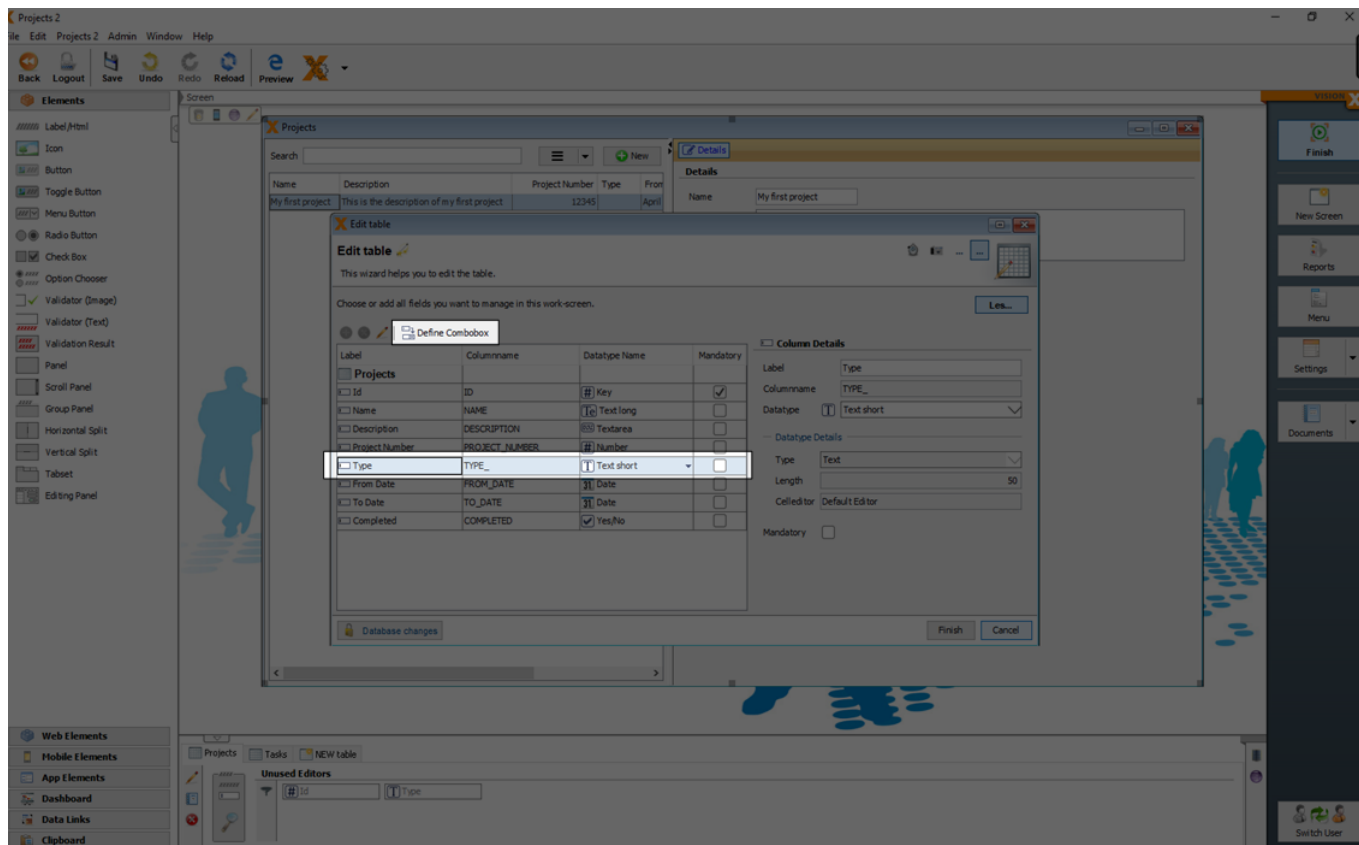 Projects 2
File Edit Projects 2 Admin Window Help
Back Logout Save Undo Redo Reload Preview
Elements
Label/Html
Icon
Button
Toggle Button
Menu Button
Radio Button
Check Box
Option Chooser
Validator (Image)
Validator (Text)
Validation Result
Panel
Scroll Panel
Group Panel
Horizontal Split
Vertical Split
Tabset
Editing Panel
Web Elements
Mobile Elements
App Elements
Dashboard
Data Links
Clipboard
Screen
Projects
Search
New
Name Description Project Number Type From
My first project This is the description of my first project 12345 April
Details
Details
Name My first project
Edit table
Edit table
This wizard helps you to edit the table.
Choose or add all fields you want to manage in this work-screen.
Les...
Define Combobox
Label Columnname Datatype Name Mandatory
Projects
Id ID # Key
Name NAME Te Text long
Description DESCRIPTION Textarea
Project Number PROJECT_NUMBER # Number
Type TYPE_ T Text short
From Date FROM_DATE 31 Date
To Date TO_DATE 31 Date
Completed COMPLETED Yes/No
Column Details
Label Type
Columnname TYPE_
Datatype T Text short
Datatype Details
Type Text
Length 50
Celleditor Default Editor
Mandatory
Database changes
Finish Cancel
Projects Tasks NEW table
Unused Editors
# Id T Type
VISION X
Finish
New Screen
Reports
Menu
Settings
Documents
Switch User